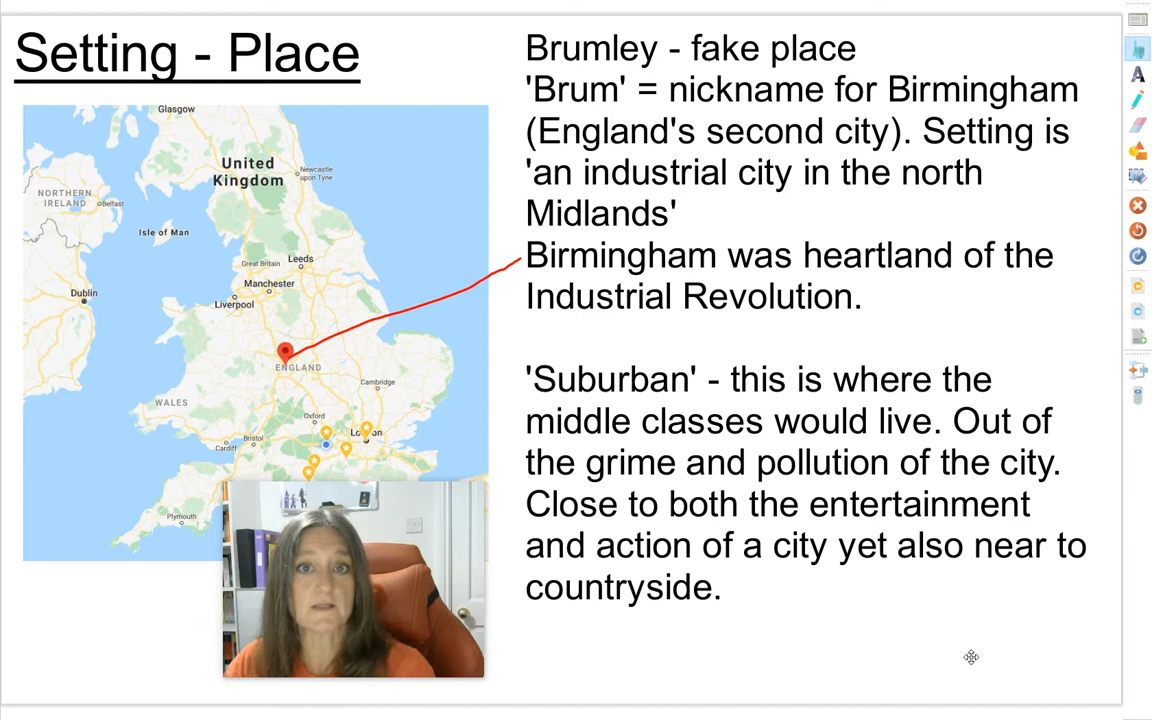 Setting - Place
Brumley - fake place
'Brum' = nickname for Birmingham
(England's second city). Setting is
'an industrial city in the north
Midlands'
Birmingham was heartland of the
Industrial Revolution.
'Suburban' - this is where the
middle classes would live. Out of
the grime and pollution of the city.
Close to both the entertainment
and action of a city yet also near to
countryside.
Glasgow
United
Kingdom
Newcastle
upon Tyne
NORTHERN
IRELAND
Belfast
Isle of Man
Great Britain
Leeds
Manchester
Dublin
Liverpool
ENGLAND
Cambridge
WALES
Oxford
London
Bristol
Cardiff
Plymouth
A